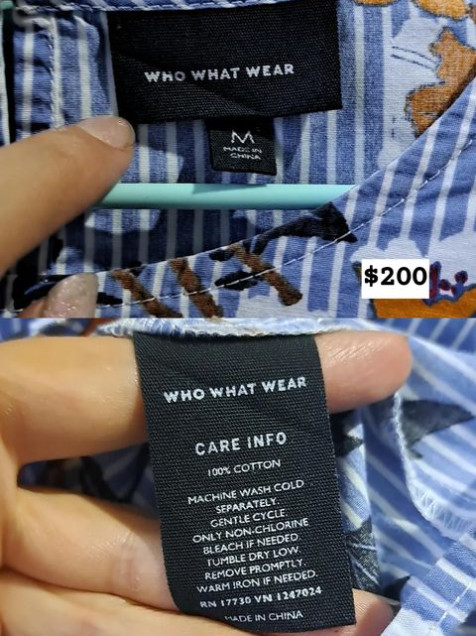 WHO WHAT WEAR
M
MADE IN
CHINA
$200
WHO WHAT WEAR
CARE INFO
100% COTTON
MACHINE WASH COLD
SEPARATELY.
GENTLE CYCLE.
ONLY NON-CHLORINE
BLEACH IF NEEDED.
TUMBLE DRY LOW
REMOVE PROMPTLY.
WARM IRON IF NEEDED.
RN 17730 VN 1247024
MADE IN CHINA